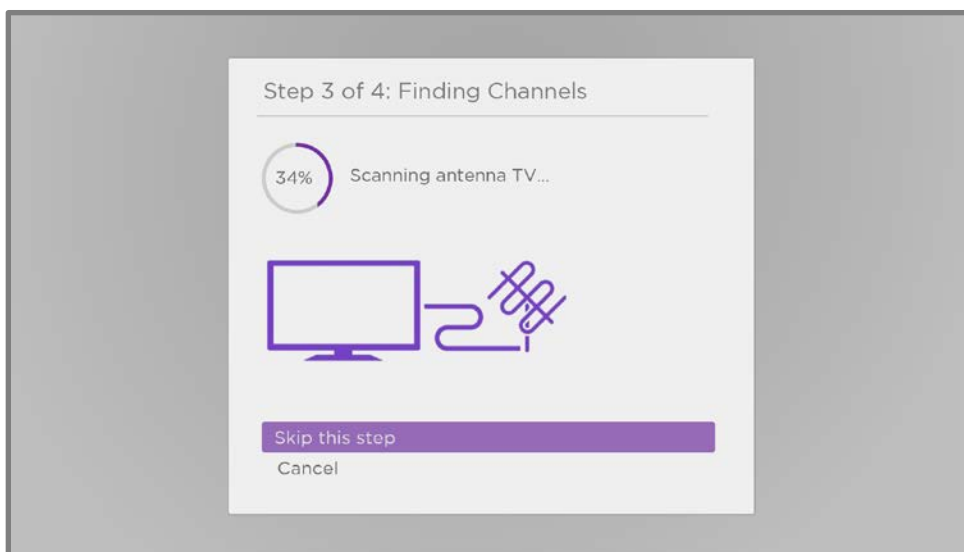 Step 3 of 4: Finding Channels
34%
Scanning antenna TV...
Skip this step
Cancel